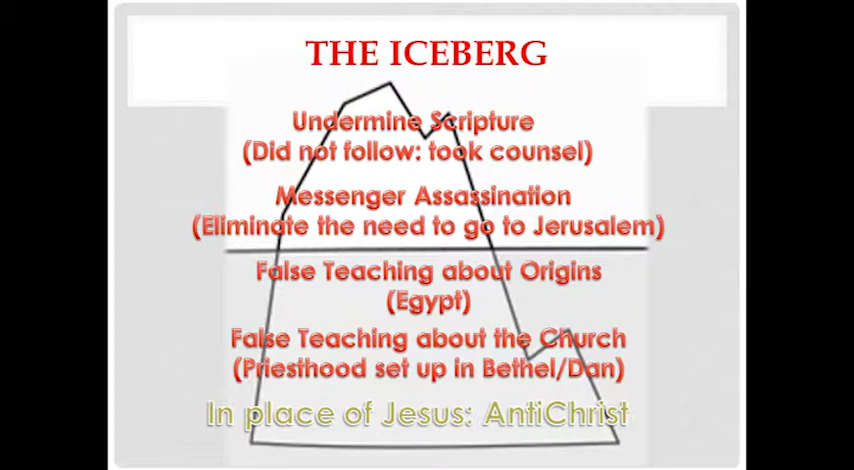 THE ICEBERG
Undermine Scripture
(Did not follow: took counsel)
Messenger Assassination
(Eliminate the need to go to Jerusalem)
False Teaching about Origins
(Egypt)
False Teaching about the Church
(Priesthood set up in Bethel/Dan)
In place of Jesus: AntiChrist